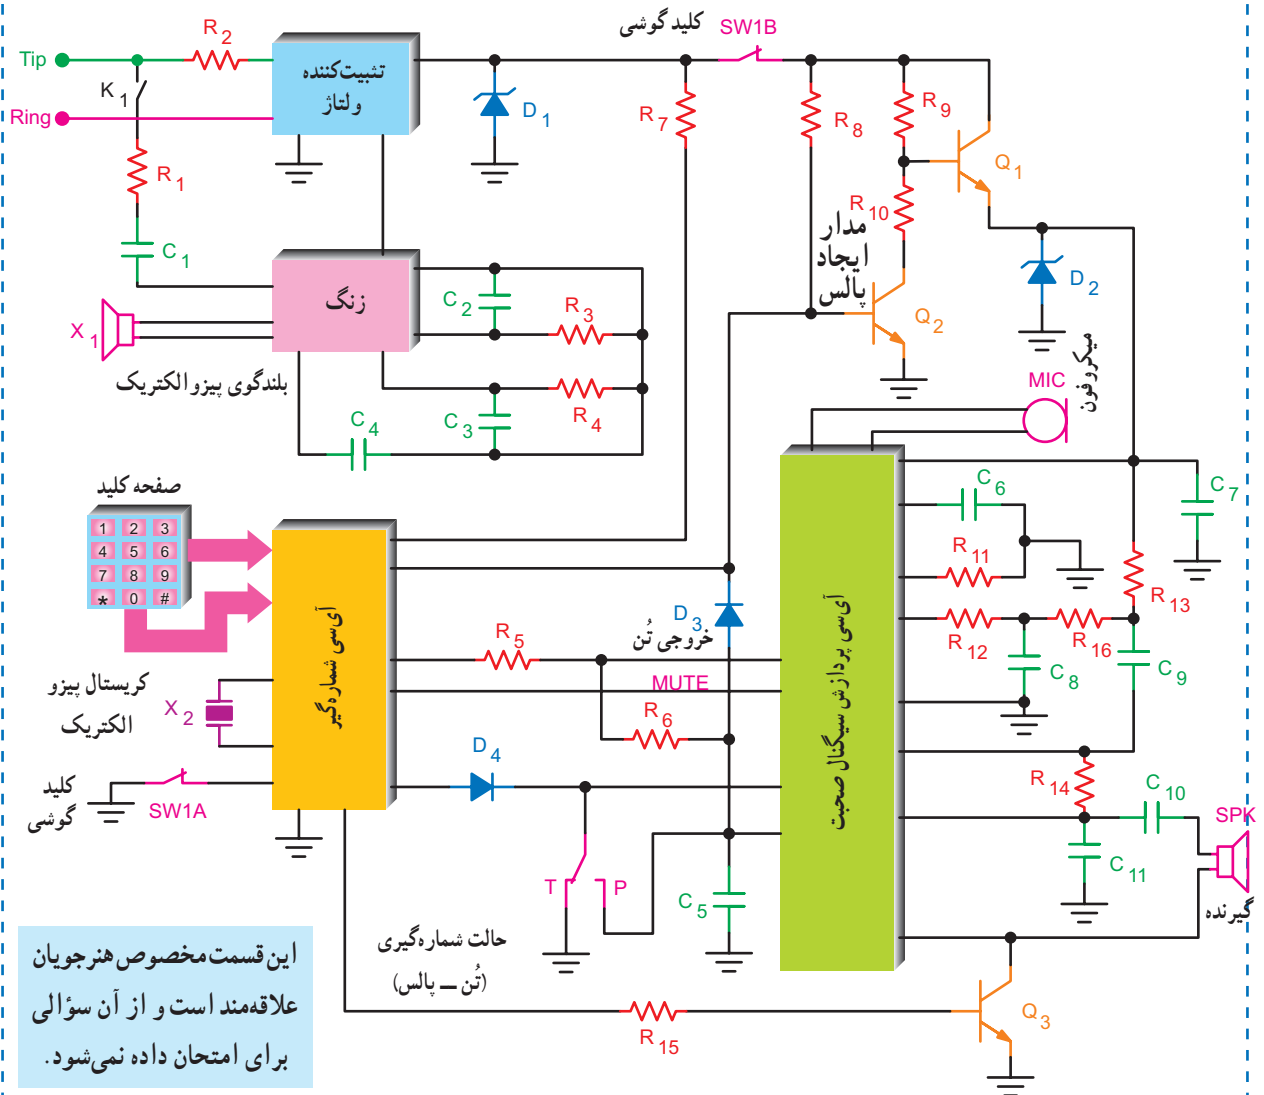 کلید گوشی
SW1B
R2
Tip
تثبیت‌کننده
ولتاژ
K1
Ring
D1
R7
R8
R9
Q1
R1
R10
مدار
ایجاد
پالس
C1
زنگ
C2
R3
D2
Q2
X1
بلندگوی پیزو الکتریک
R4
C3
C4
MIC
میکروفون
صفحه کلید
1 2 3
4 5 6
7 8 9
* 0 #
C6
C7
R11
R13
آی‌سی شماره‌گیر
D3
خروجی تُن
R5
R12
R16
C8
C9
آی‌سی پردازش سیگنال صحبت
MUTE
کریستال پیزو
الکتریک
X2
R6
D4
R14
C10
SPK
کلید
گوشی
SW1A
T
P
C5
C11
گیرنده
حالت شماره‌گیری
(تُن ــ پالس)
این قسمت مخصوص هنرجویان
علاقه‌مند است و از آن سؤالی
برای امتحان داده نمی‌شود.
R15
Q3